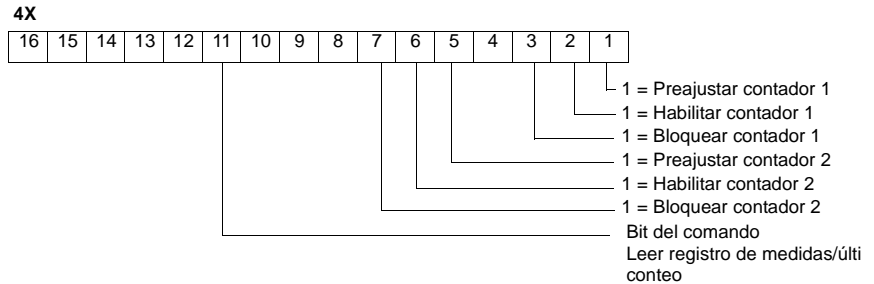 4X
16 15 14 13 12 11 10 9 8 7 6 5 4 3 2 1
1 = Preajustar contador 1
1 = Habilitar contador 1
1 = Bloquear contador 1
1 = Preajustar contador 2
1 = Habilitar contador 2
1 = Bloquear contador 2
Bit del comando
Leer registro de medidas/últi
conteo